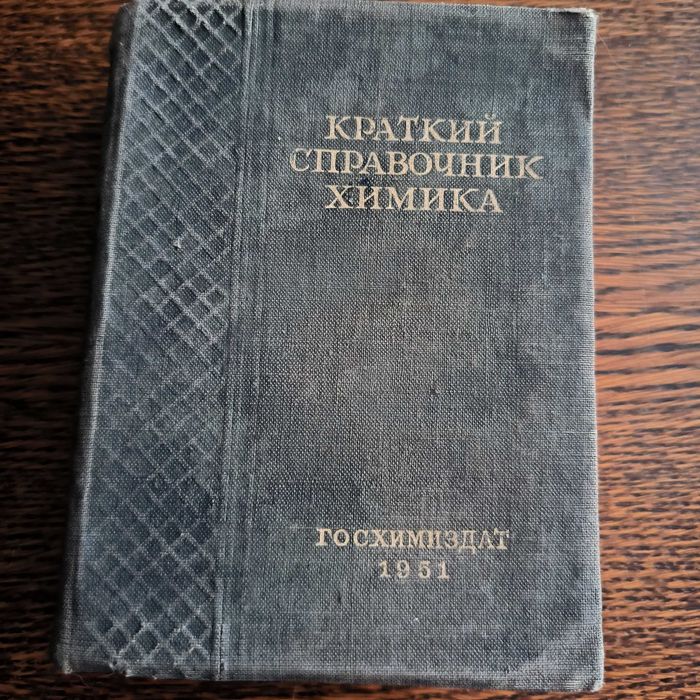 КРАТКИЙ
СПРАВОЧНИК
ХИМИКА
ГОСХИМИЗДАТ
1951